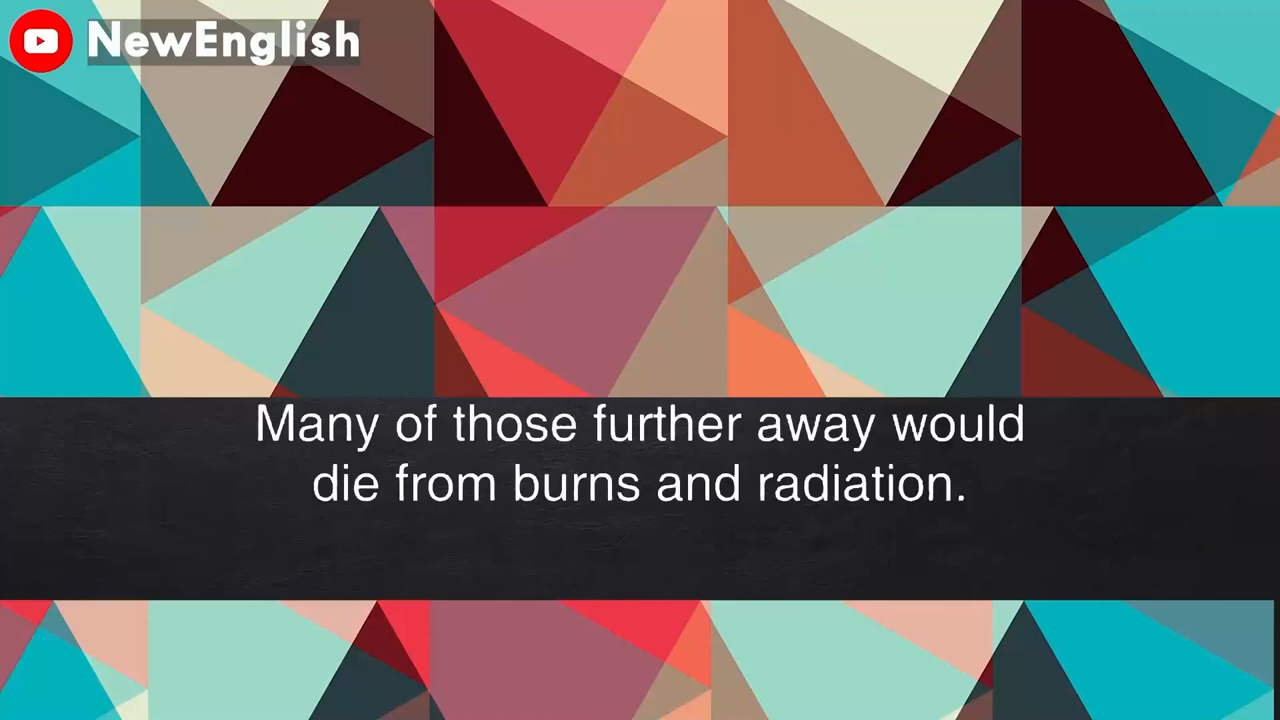 NewEnglish
Many of those further away would
die from burns and radiation.